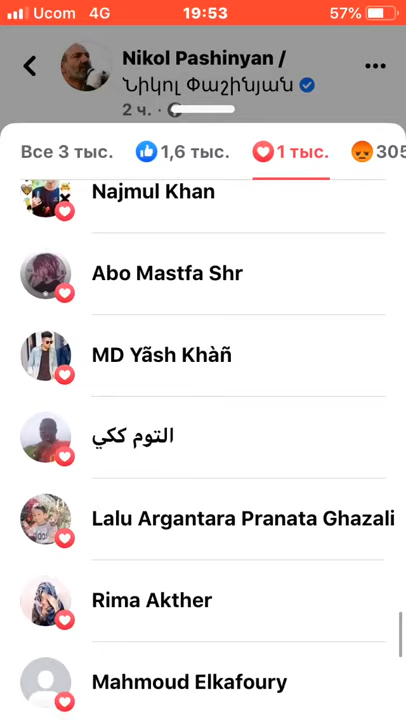 Ucom 4G 19:53 57%
Nikol Pashinyan /
Նիկոլ Փաշինյան
2 ч. ·
Все 3 тыс. 1,6 тыс. 1 тыс. 305
Najmul Khan
Abo Mastfa Shr
MD Yãsh Khàñ
التوم ككي
Lalu Argantara Pranata Ghazali
Rima Akther
Mahmoud Elkafoury